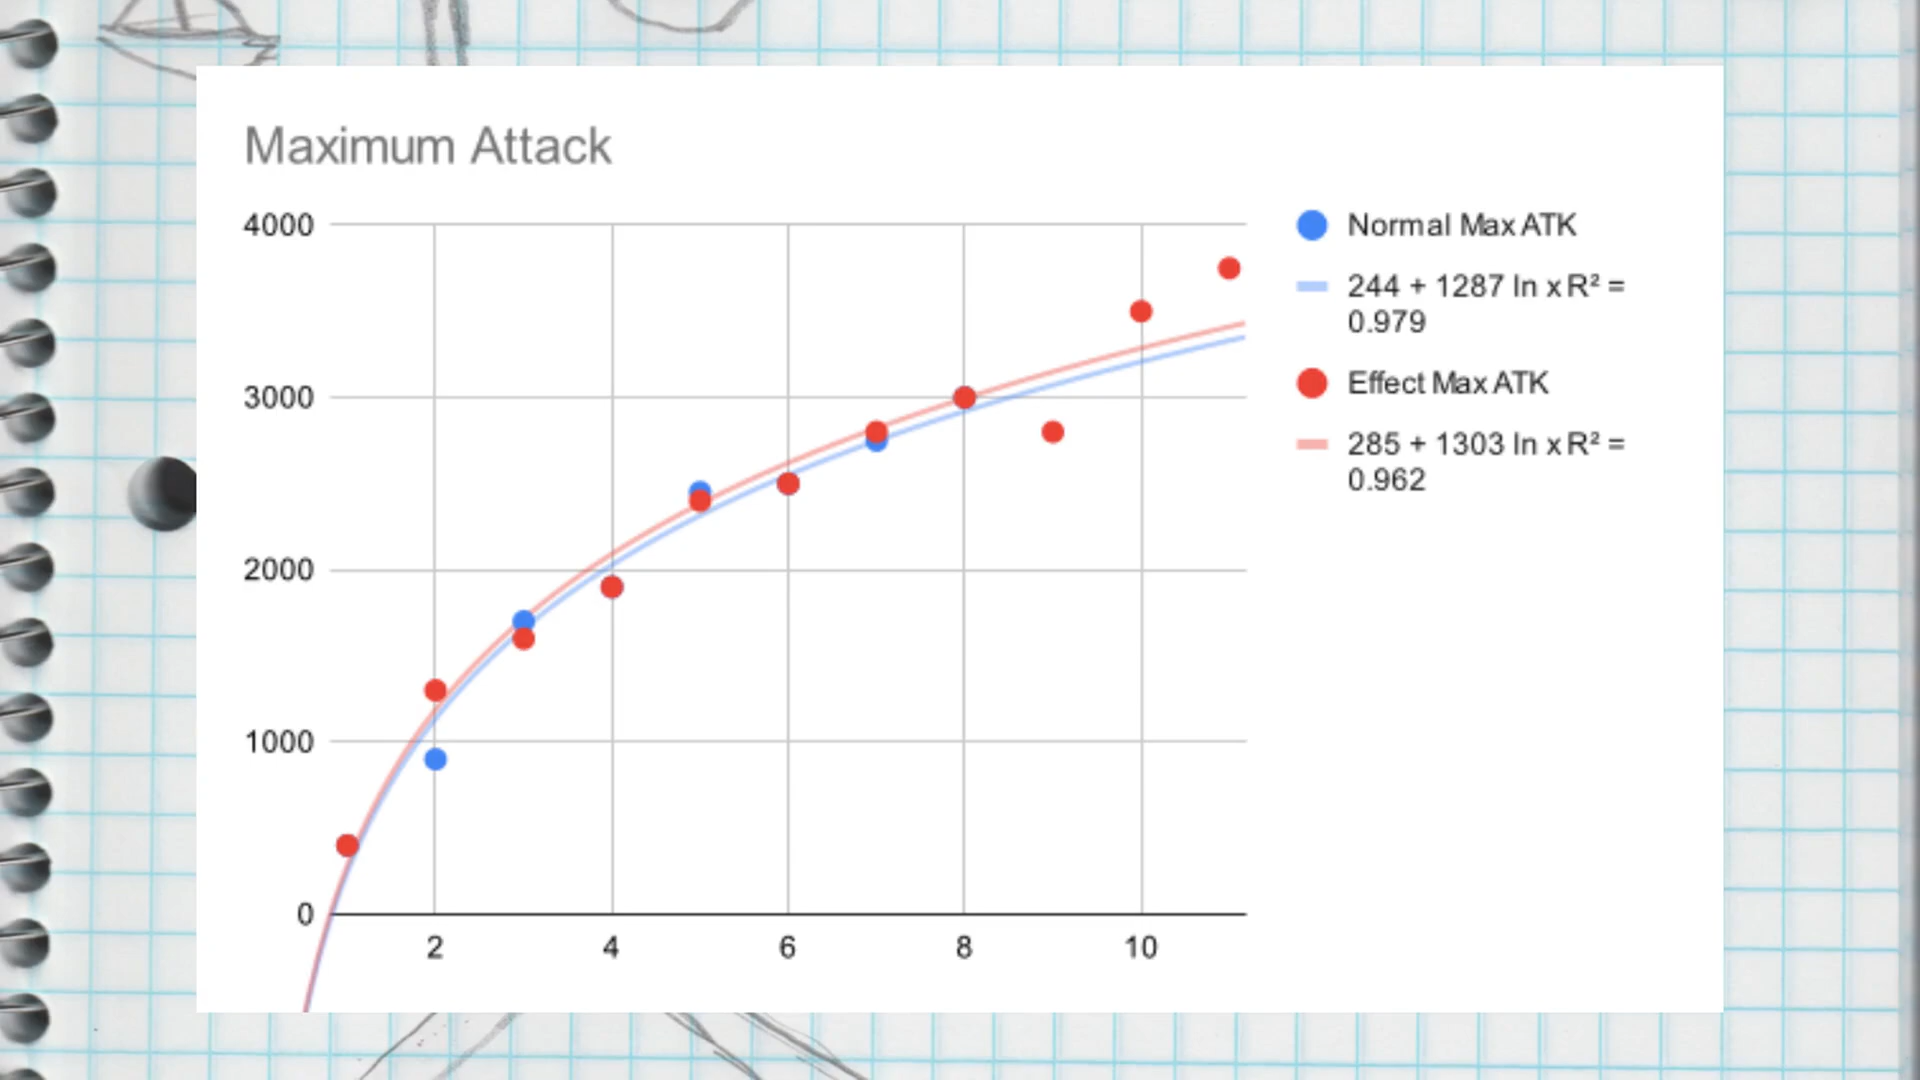 Maximum Attack
4000
3000
2000
1000
0
2
4
6
8
10
Normal Max ATK
244 + 1287 ln x R² =
0.979
Effect Max ATK
285 + 1303 ln x R² =
0.962